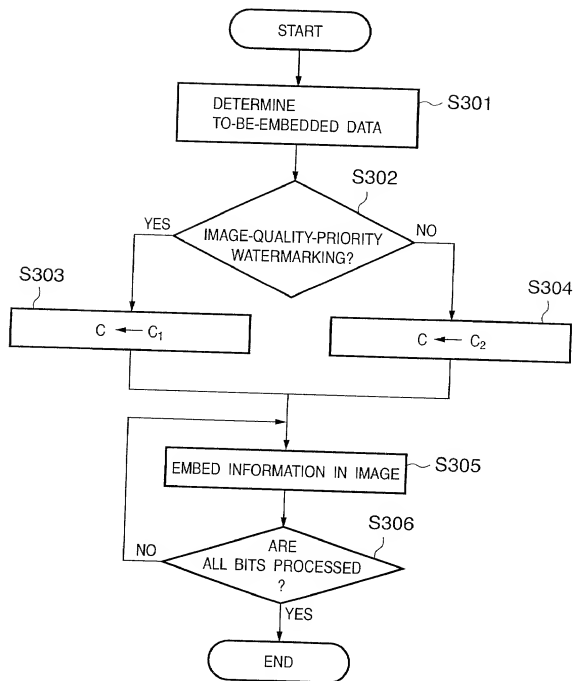 START
DETERMINE
TO-BE-EMBEDDED DATA
S301
S302
YES
NO
IMAGE-QUALITY-PRIORITY
WATERMARKING?
S303
C ← C₁
S304
C ← C₂
EMBED INFORMATION IN IMAGE
S305
S306
NO
ARE
ALL BITS PROCESSED
?
YES
END